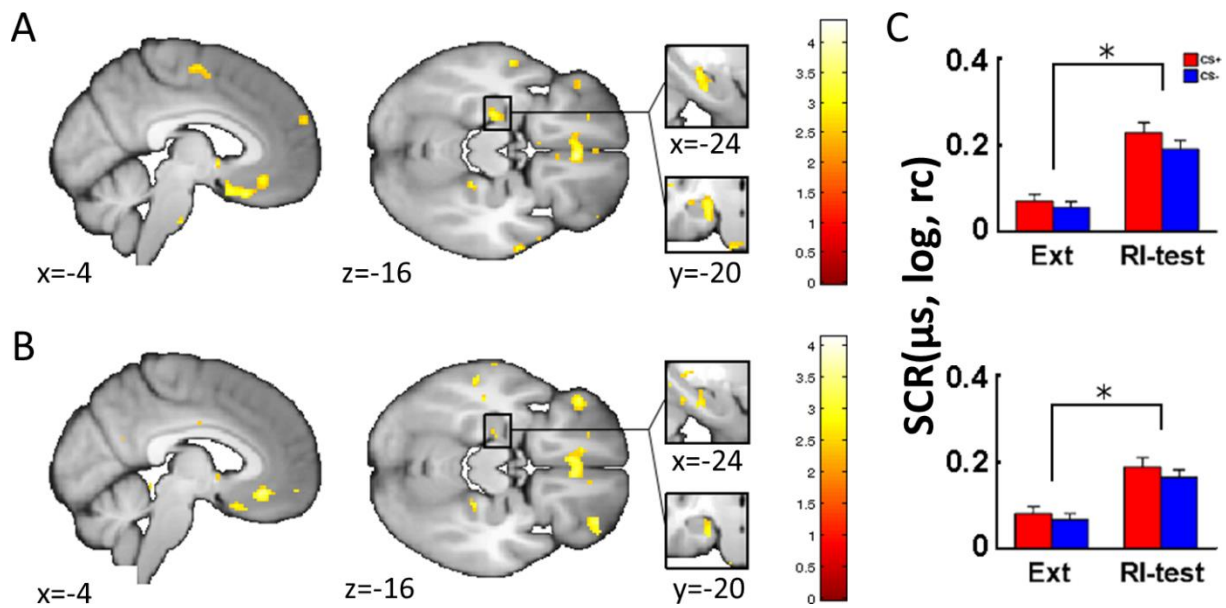 A
x=-4
z=-16
x=-24
y=-20
4
3.5
3
2.5
2
1.5
1
0.5
0
B
x=-4
z=-16
x=-24
y=-20
4
3.5
3
2.5
2
1.5
1
0.5
0
C
SCR(µs, log, rc)
0.4
0.2
0
*
CS+
CS-
Ext RI-test
0.4
0.2
0
*
Ext RI-test